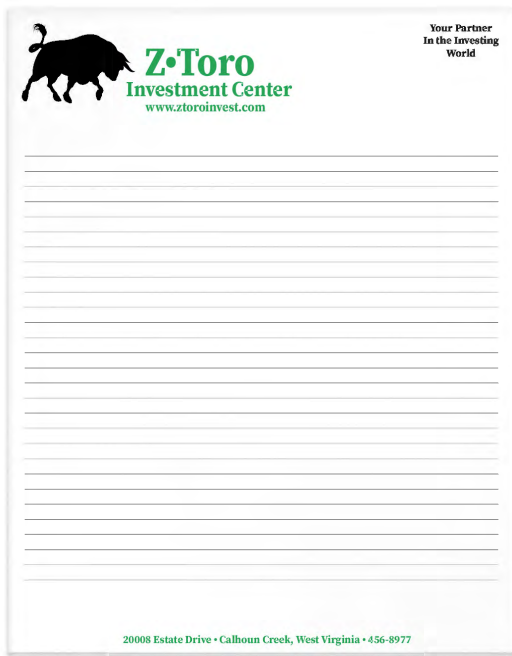 Z•Toro
Investment Center
www.ztoroinvest.com
Your Partner
In the Investing
World
20008 Estate Drive • Calhoun Creek, West Virginia • 456-8977